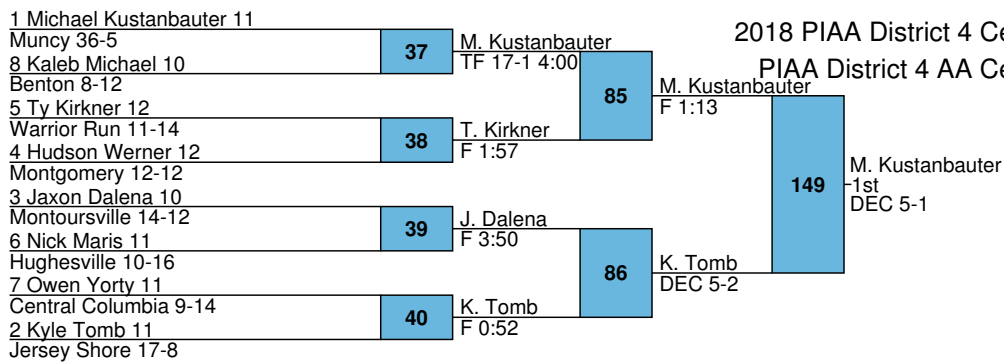 1 Michael Kustanbauter 11
Muncy 36-5
8 Kaleb Michael 10
Benton 8-12
5 Ty Kirkner 12
Warrior Run 11-14
4 Hudson Werner 12
Montgomery 12-12
3 Jaxon Dalena 10
Montoursville 14-12
6 Nick Maris 11
Hughesville 10-16
7 Owen Yorty 11
Central Columbia 9-14
2 Kyle Tomb 11
Jersey Shore 17-8
37
38
39
40
M. Kustanbauter
TF 17-1 4:00
T. Kirkner
F 1:57
J. Dalena
F 3:50
K. Tomb
F 0:52
85
86
M. Kustanbauter
F 1:13
K. Tomb
DEC 5-2
149
M. Kustanbauter
1st
DEC 5-1
2018 PIAA District 4 Ce
PIAA District 4 AA Ce